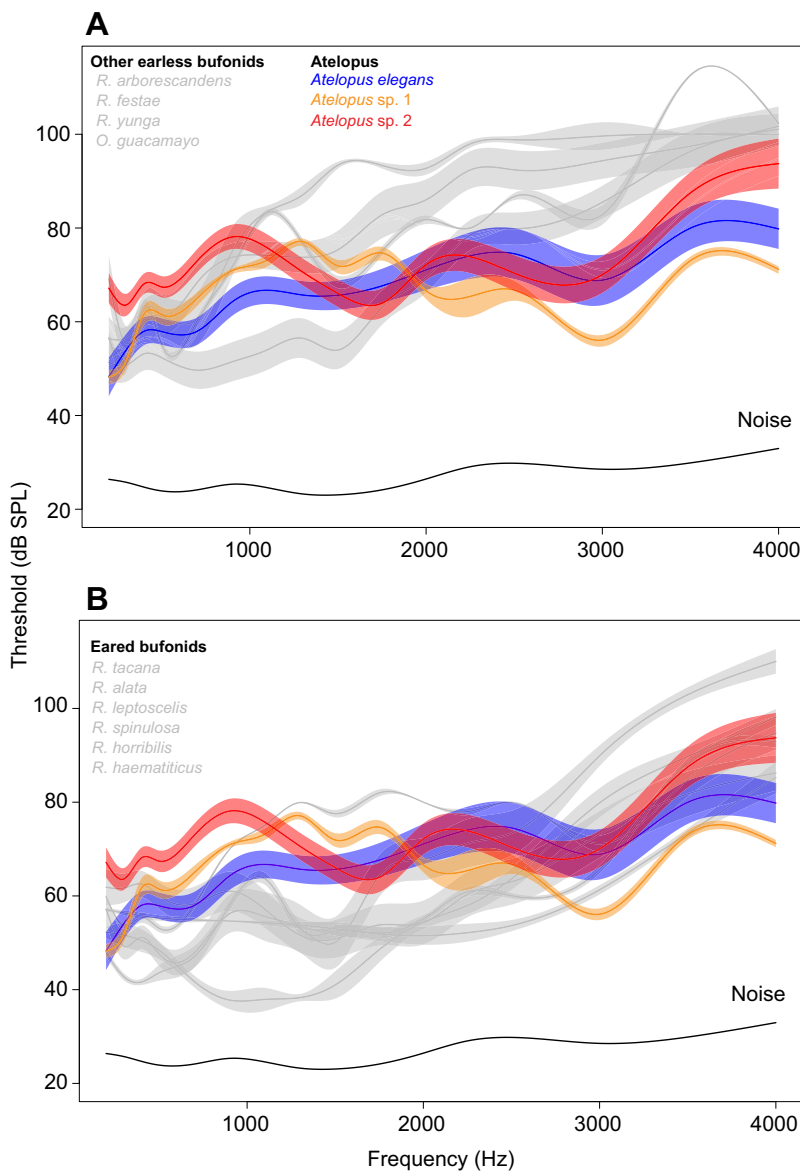 A
Other earless bufonids
R. arborescandens
R. festae
R. yunga
O. guacamayo
Atelopus
Atelopus elegans
Atelopus sp. 1
Atelopus sp. 2
100
80
60
40
20
Noise
1000
2000
3000
4000
Threshold (dB SPL)
B
Eared bufonids
R. tacana
R. alata
R. leptoscelis
R. spinulosa
R. horribilis
R. haematiticus
100
80
60
40
20
Noise
1000
2000
3000
4000
Frequency (Hz)